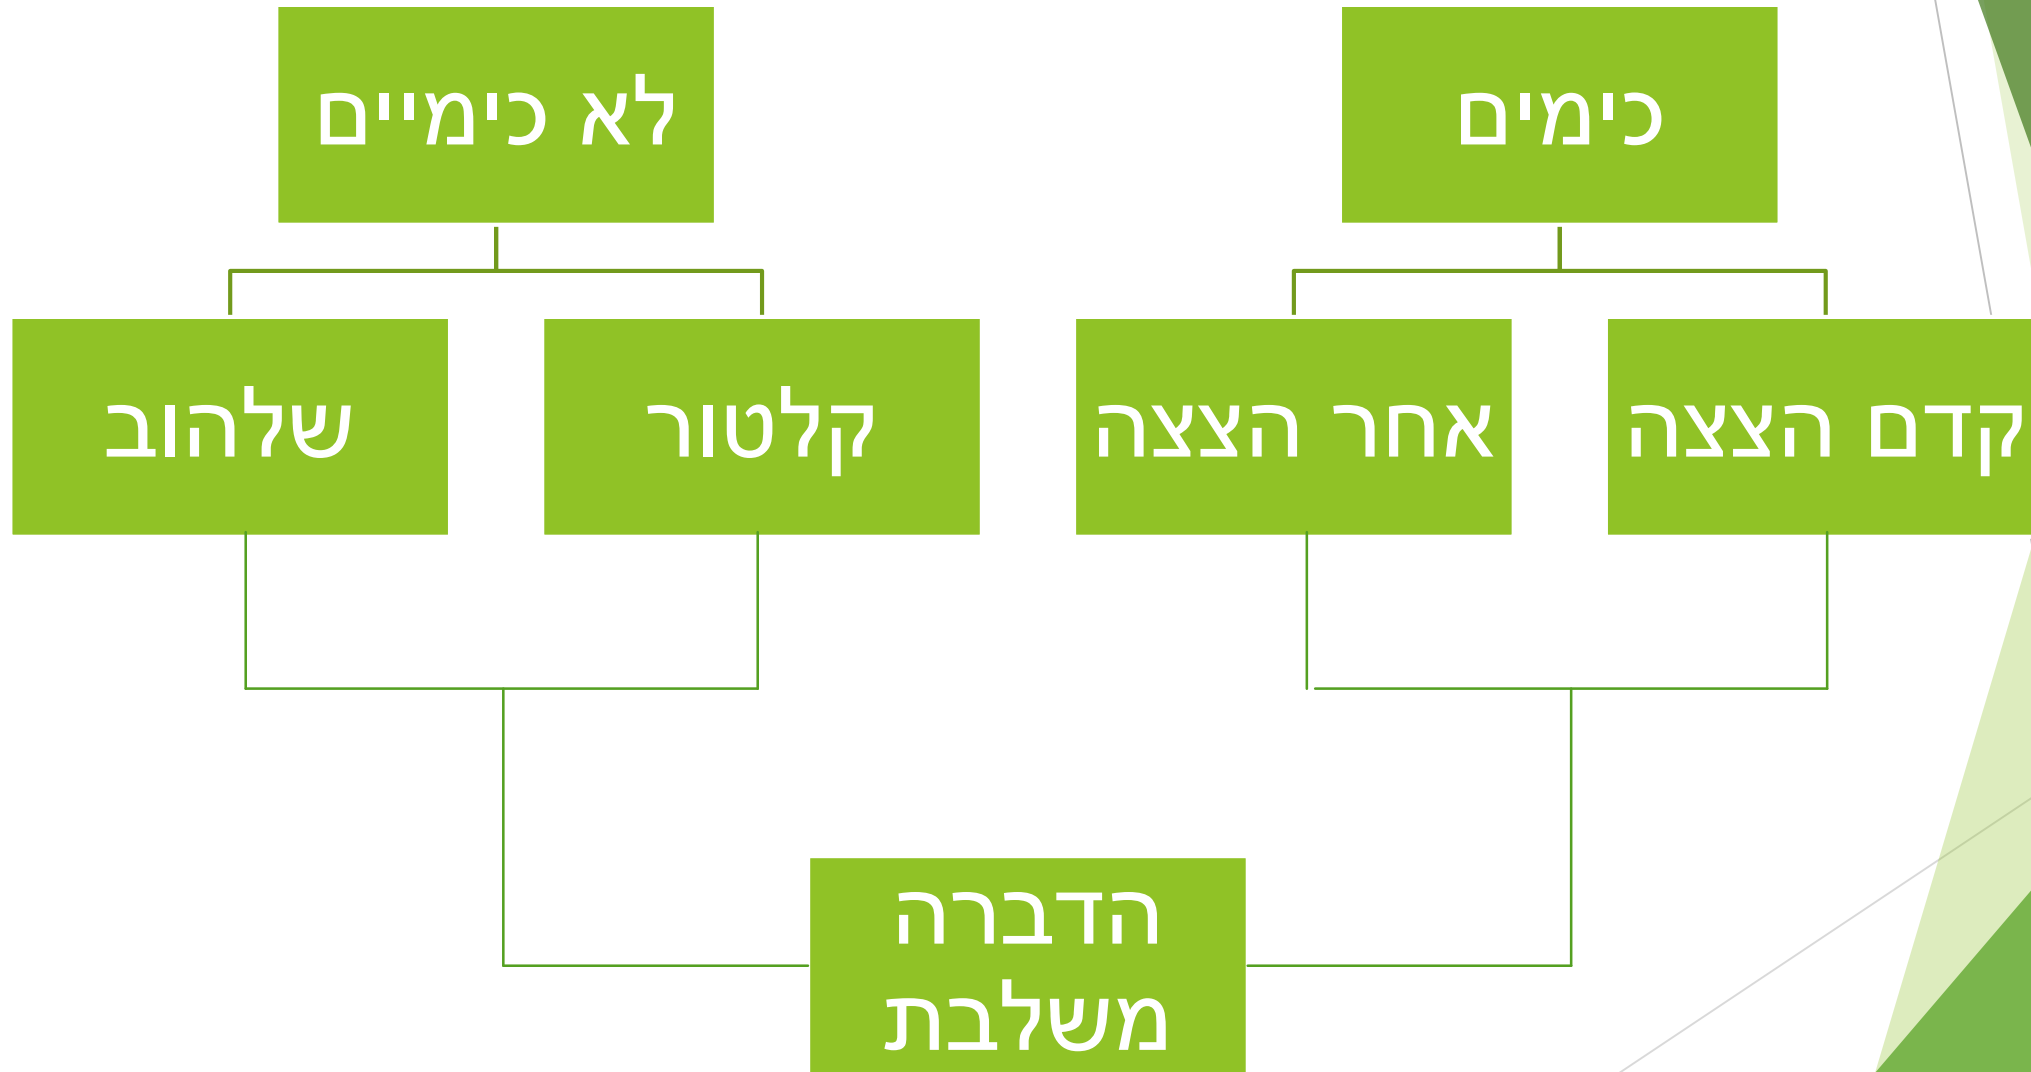 כימים
לא כימיים
קדם הצצה
אחר הצצה
קלטור
שלהוב
הדברה
משלבת